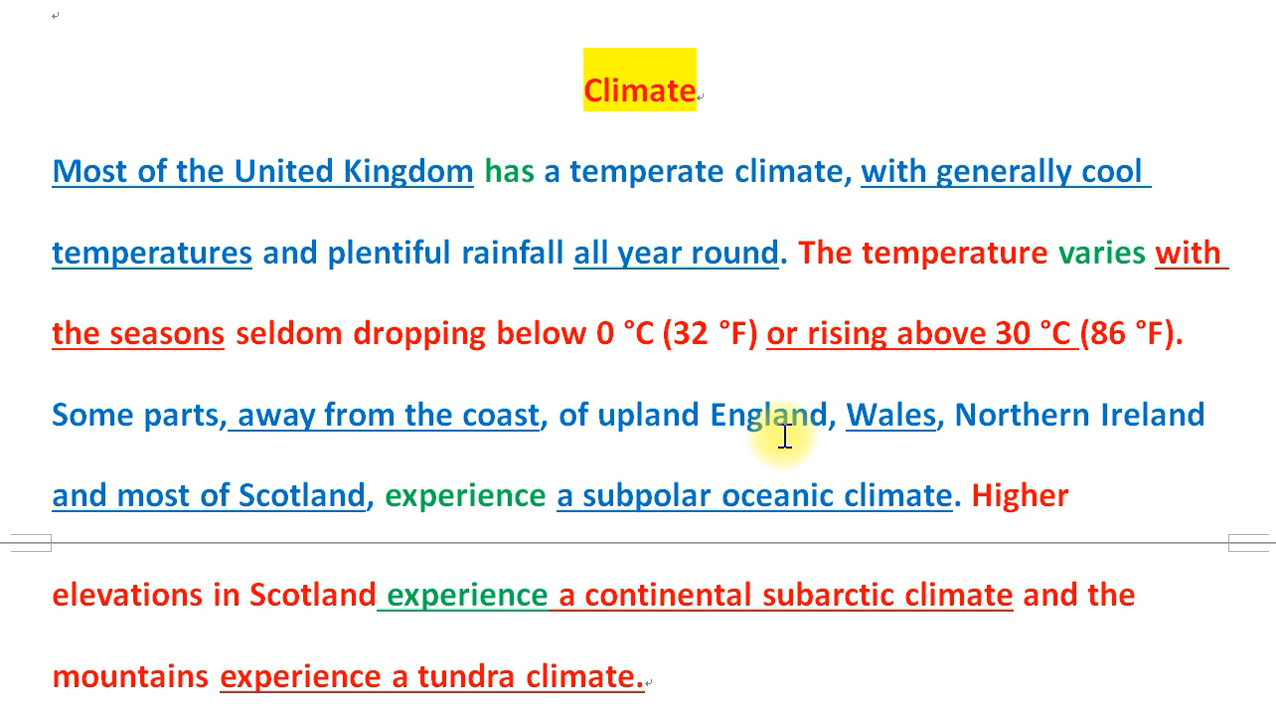 Climate
Most of the United Kingdom has a temperate climate, with generally cool
temperatures and plentiful rainfall all year round. The temperature varies with
the seasons seldom dropping below 0 °C (32 °F) or rising above 30 °C (86 °F).
Some parts, away from the coast, of upland England, Wales, Northern Ireland
and most of Scotland, experience a subpolar oceanic climate. Higher
elevations in Scotland experience a continental subarctic climate and the
mountains experience a tundra climate.